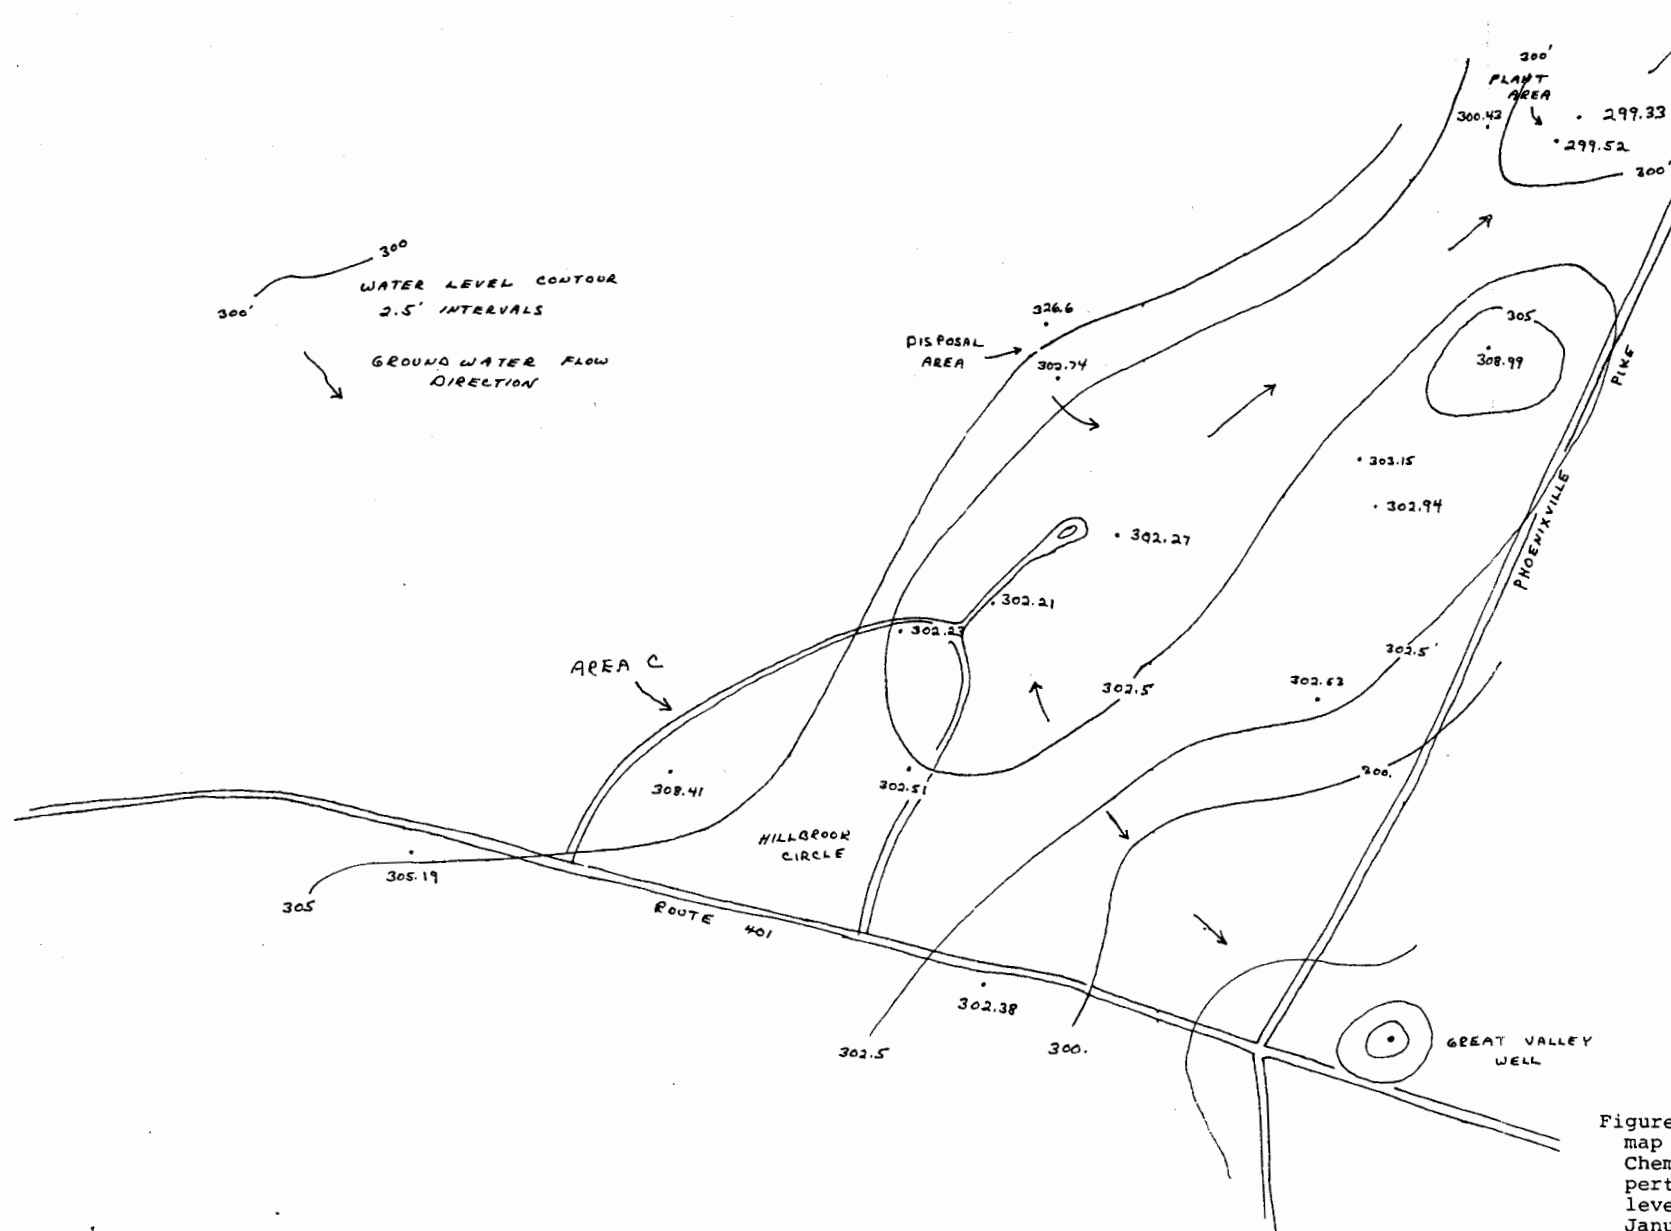 300'
PLANT
AREA
300.42
299.33
299.52
300'
300
300'
WATER LEVEL CONTOUR
2.5' INTERVALS
GROUND WATER FLOW
DIRECTION
326.6
DISPOSAL
AREA
302.74
305
308.99
PIKE
303.15
302.94
PHOENIXVILLE
302.27
302.21
302.23
AREA C
302.5'
302.63
302.5
300.
308.41
302.51
HILLBROOK
CIRCLE
305.19
305
ROUTE 401
302.38
302.5
300.
GREAT VALLEY
WELL
Figure
map
Chem
pert
leve
Janu